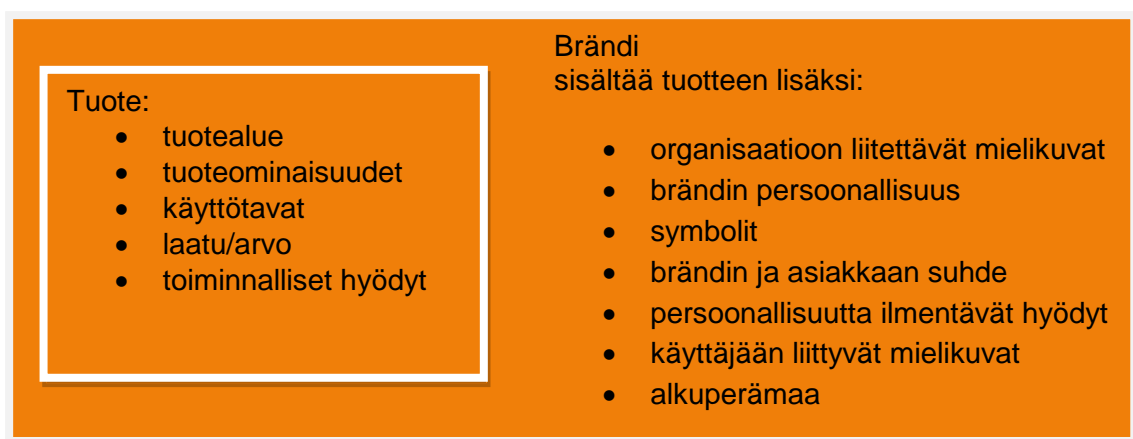 Tuote:
• tuotealue
• tuoteominaisuudet
• käyttötavat
• laatu/arvo
• toiminnalliset hyödyt
Brändi
sisältää tuotteen lisäksi:
• organisaatioon liitettävät mielikuvat
• brändin persoonallisuus
• symbolit
• brändin ja asiakkaan suhde
• persoonallisuutta ilmentävät hyödyt
• käyttäjään liittyvät mielikuvat
• alkuperämaa